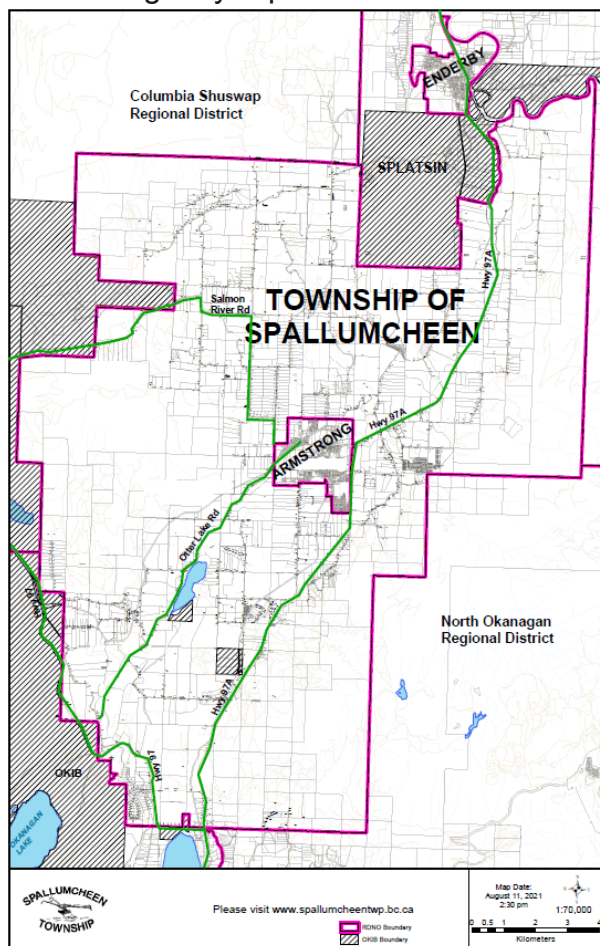 ENDERBY
Columbia Shuswap
Regional District
SPLATSIN
Hwy 97A
Salmon
River Rd
TOWNSHIP OF
SPALLUMCHEEN
Hwy 97A
ARMSTRONG
Otter Lake Rd
Hwy 97
North Okanagan
Regional District
Hwy 97A
Hwy 97
OKIB
OKANAGAN
LAKE
SPALLUMCHEEN
TOWNSHIP
Please visit www.spallumcheentwp.bc.ca
RDNO Boundary
OKIB Boundary
Map Date:
August 11, 2021
2:30 pm
1:70,000
0 0.5 1 2 3 4
Kilometers